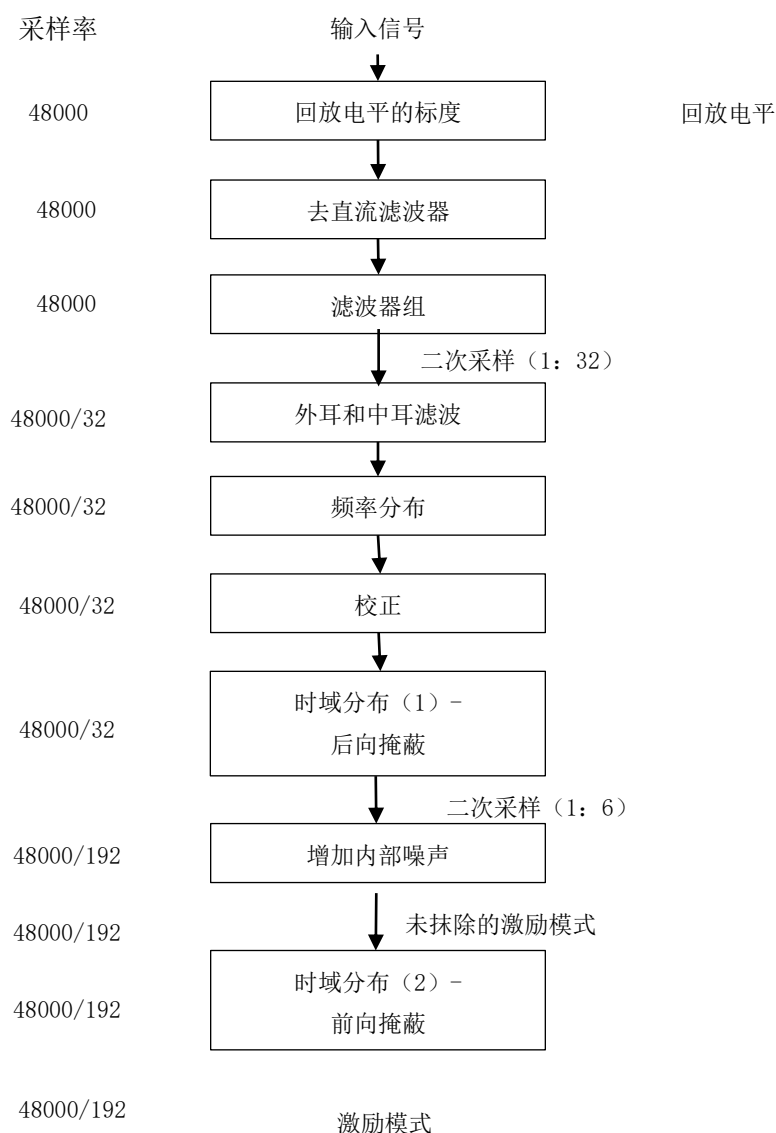 采样率
输入信号
48000
回放电平的标度
回放电平
48000
去直流滤波器
48000
滤波器组
二次采样（1：32）
48000/32
外耳和中耳滤波
48000/32
频率分布
48000/32
校正
48000/32
时域分布（1）-
后向掩蔽
二次采样（1：6）
48000/192
增加内部噪声
48000/192
未抹除的激励模式
48000/192
时域分布（2）-
前向掩蔽
48000/192
激励模式